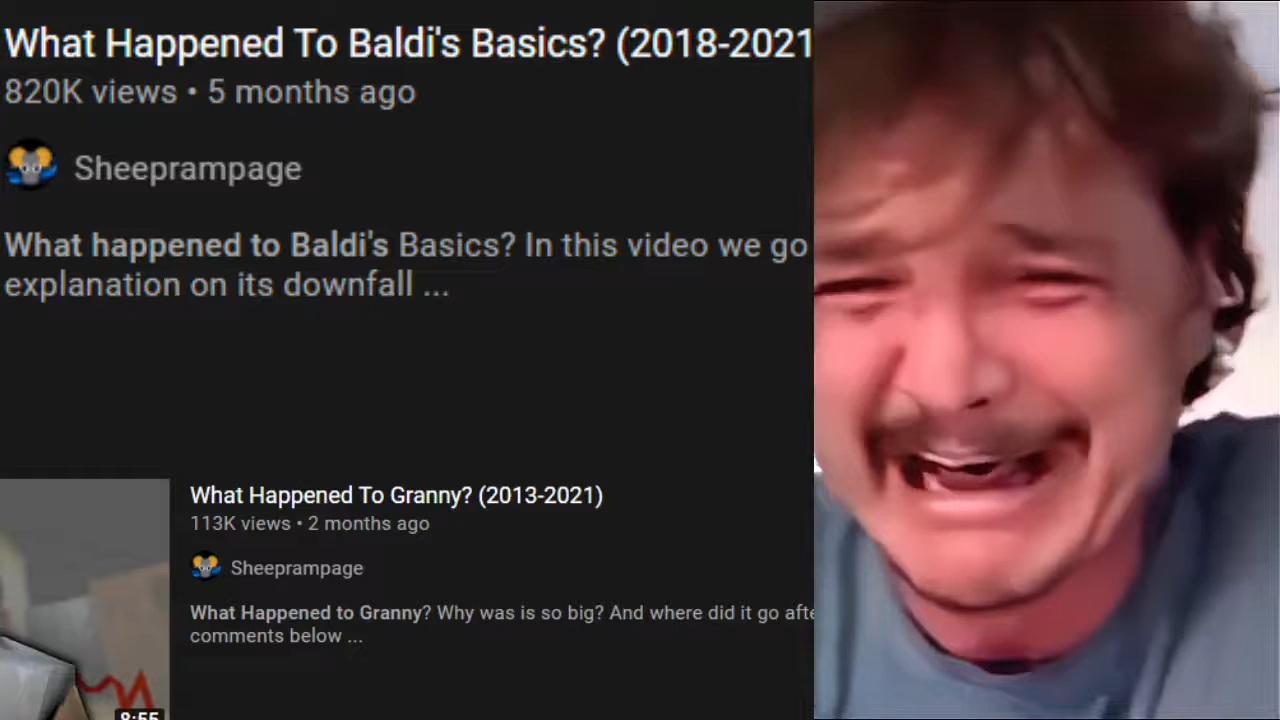 What Happened To Baldi's Basics? (2018-2021
820K views • 5 months ago
Sheeprampage
What happened to Baldi's Basics? In this video we go
explanation on its downfall ...
What Happened To Granny? (2013-2021)
113K views • 2 months ago
Sheeprampage
What Happened to Granny? Why was is so big? And where did it go afte
comments below ...
8:55